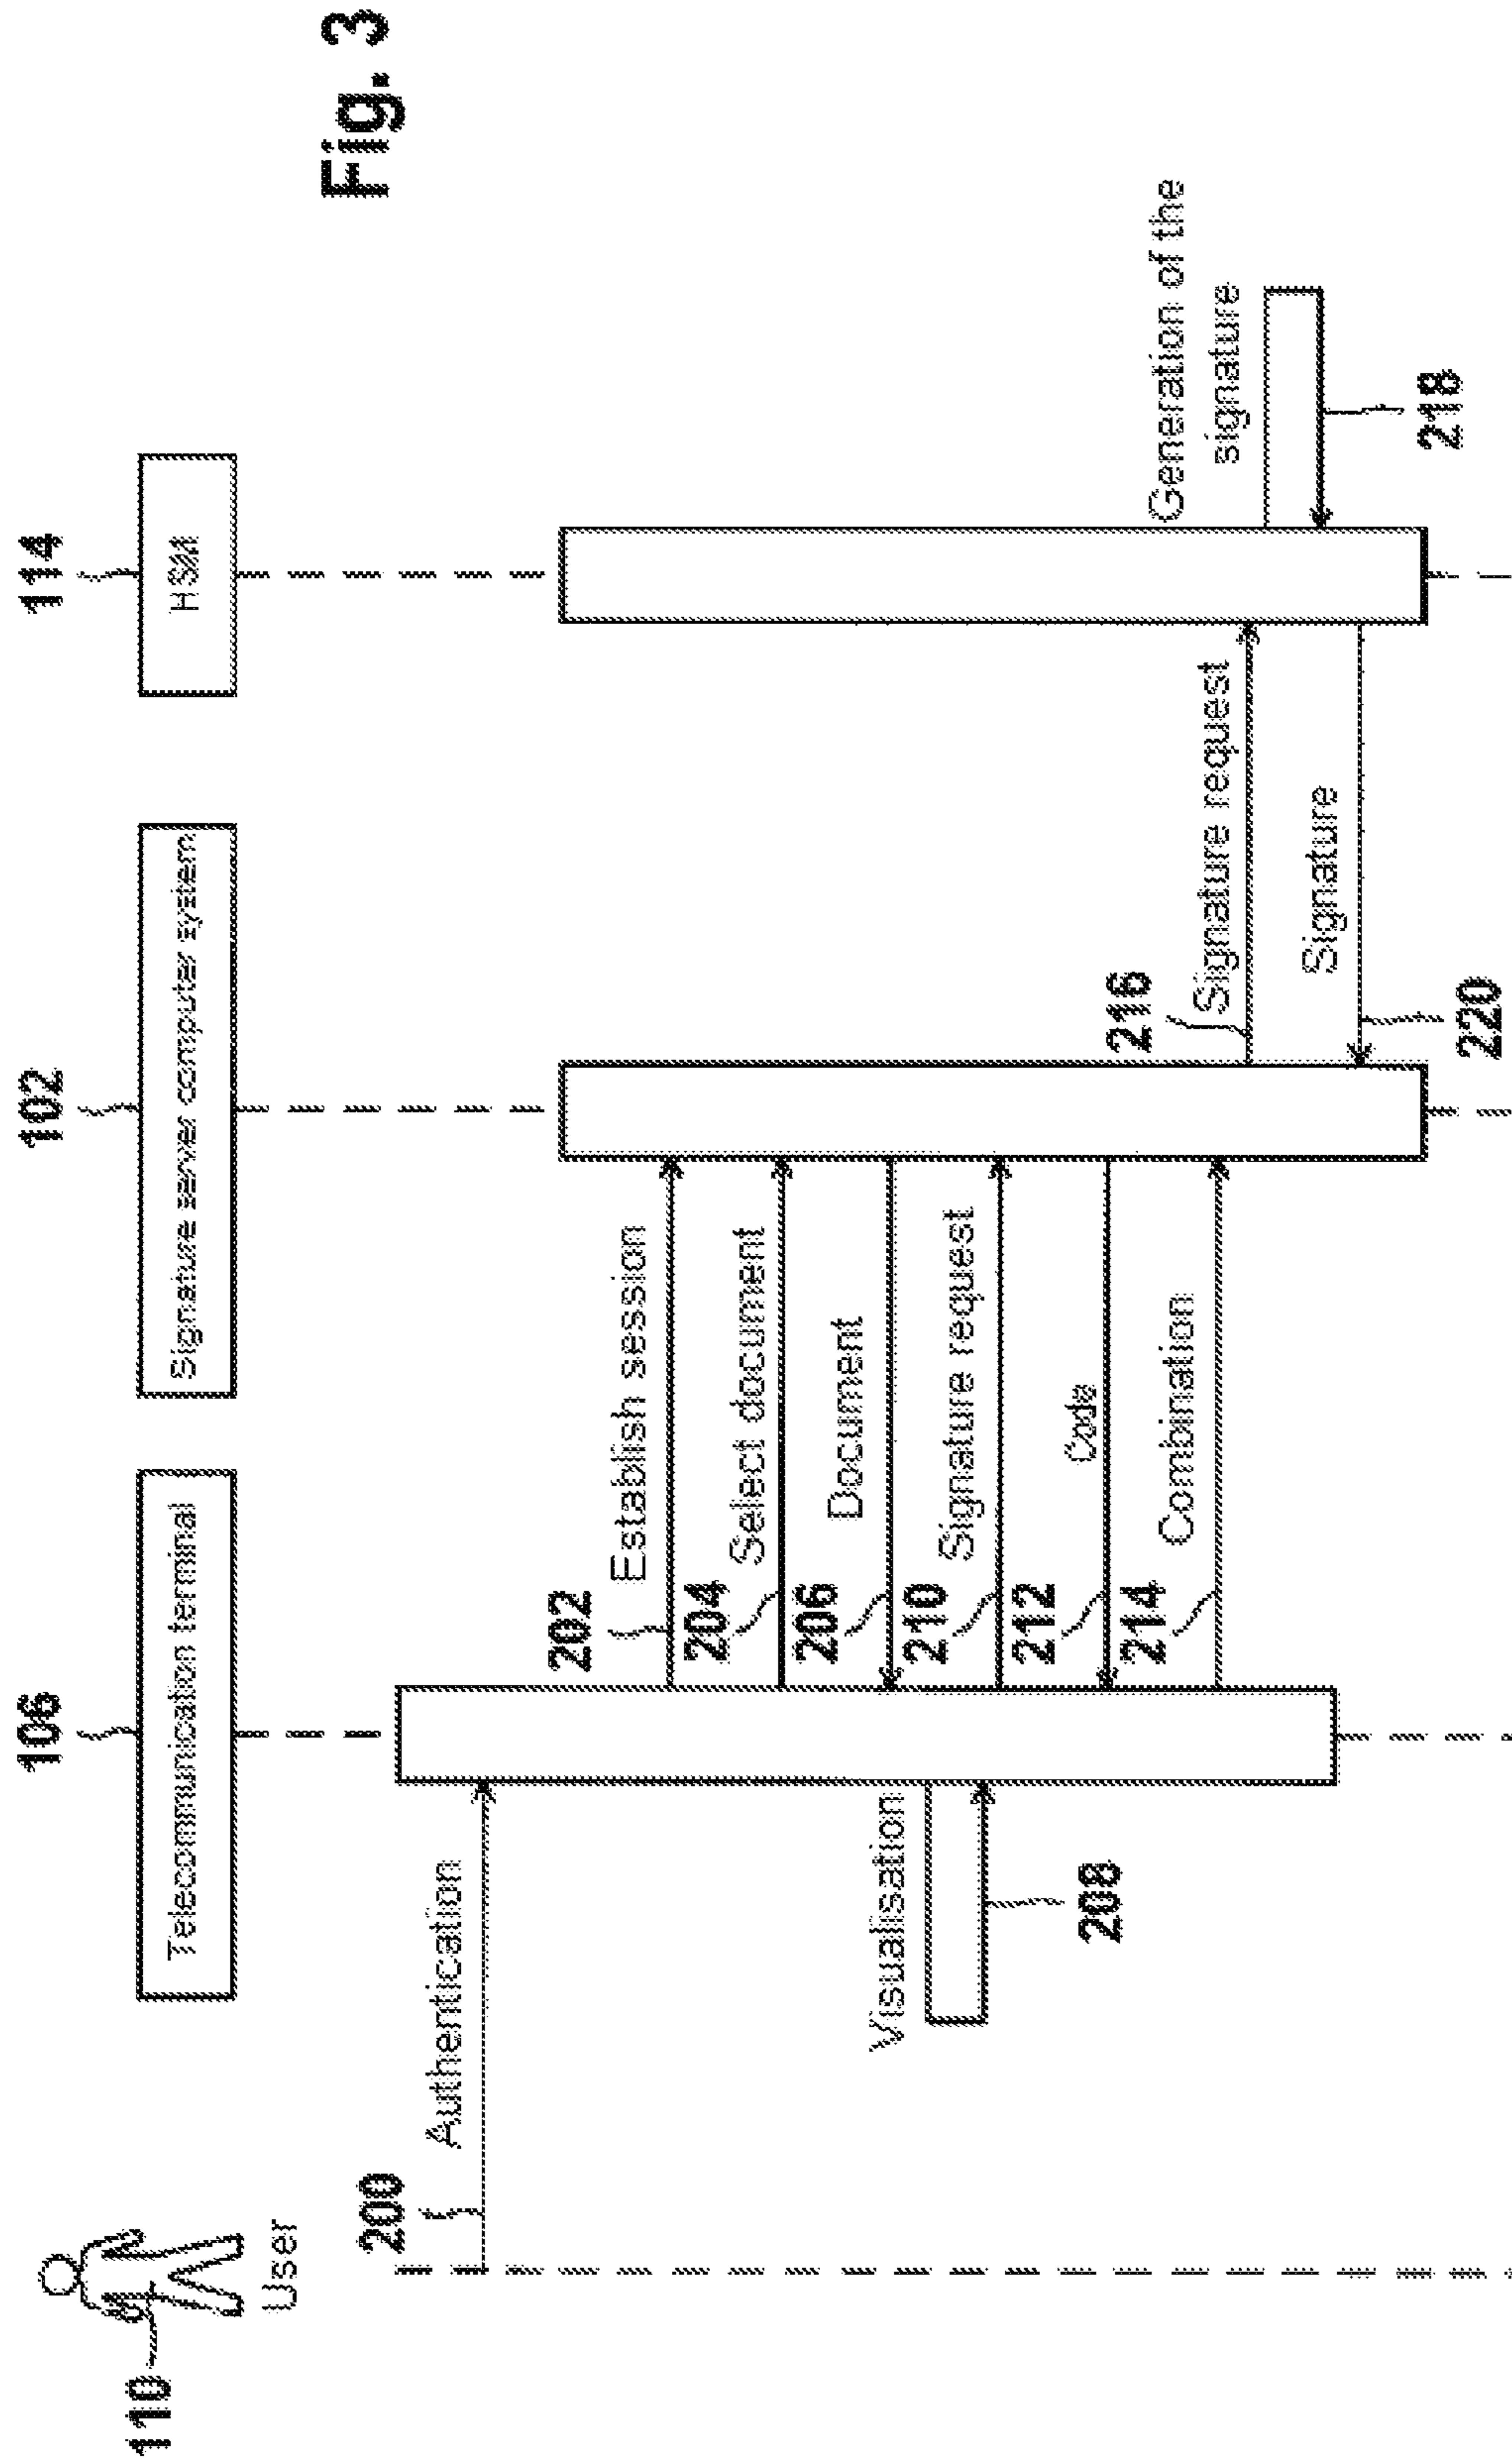 Fig. 3
110
User
106
Telecommunication terminal
102
Signature server computer system
114
HSM
200
Authentication
202
Establish session
204
Select document
206
Document
Visualisation
208
210
Signature request
212
Code
214
Combination
216
Signature request
Generation of the
signature
218
Signature
220